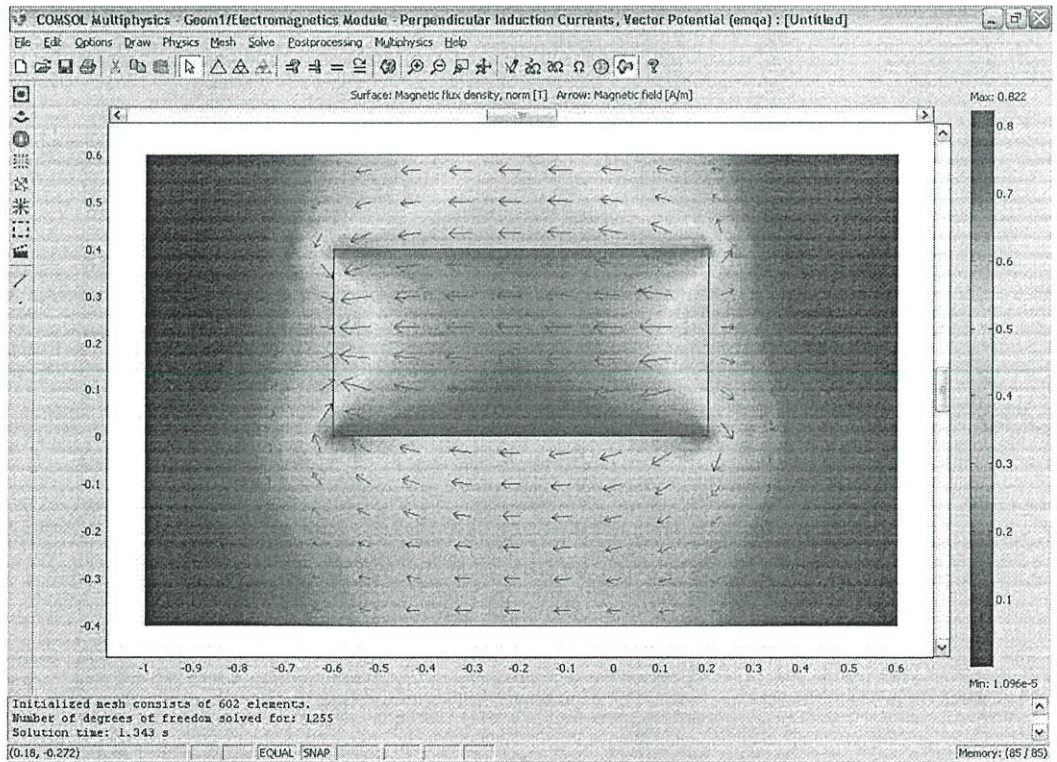 COMSOL Multiphysics - Geom1/Electromagnetics Module - Perpendicular Induction Currents, Vector Potential (emqa) : [Untitled]
File Edit Options Draw Physics Mesh Solve Postprocessing Multiphysics Help
Surface: Magnetic flux density, norm [T] Arrow: Magnetic field [A/m]
Max: 0.822
0.6
0.5
0.4
0.3
0.2
0.1
0
-0.1
-0.2
-0.3
-0.4
-1 -0.9 -0.8 -0.7 -0.6 -0.5 -0.4 -0.3 -0.2 -0.1 0 0.1 0.2 0.3 0.4 0.5 0.6
0.8
0.7
0.6
0.5
0.4
0.3
0.2
0.1
Min: 1.096e-5
Initialized mesh consists of 602 elements.
Number of degrees of freedom solved for: 1255
Solution time: 1.343 s
(0.18, -0.272) EQUAL SNAP Memory: (85 / 85)